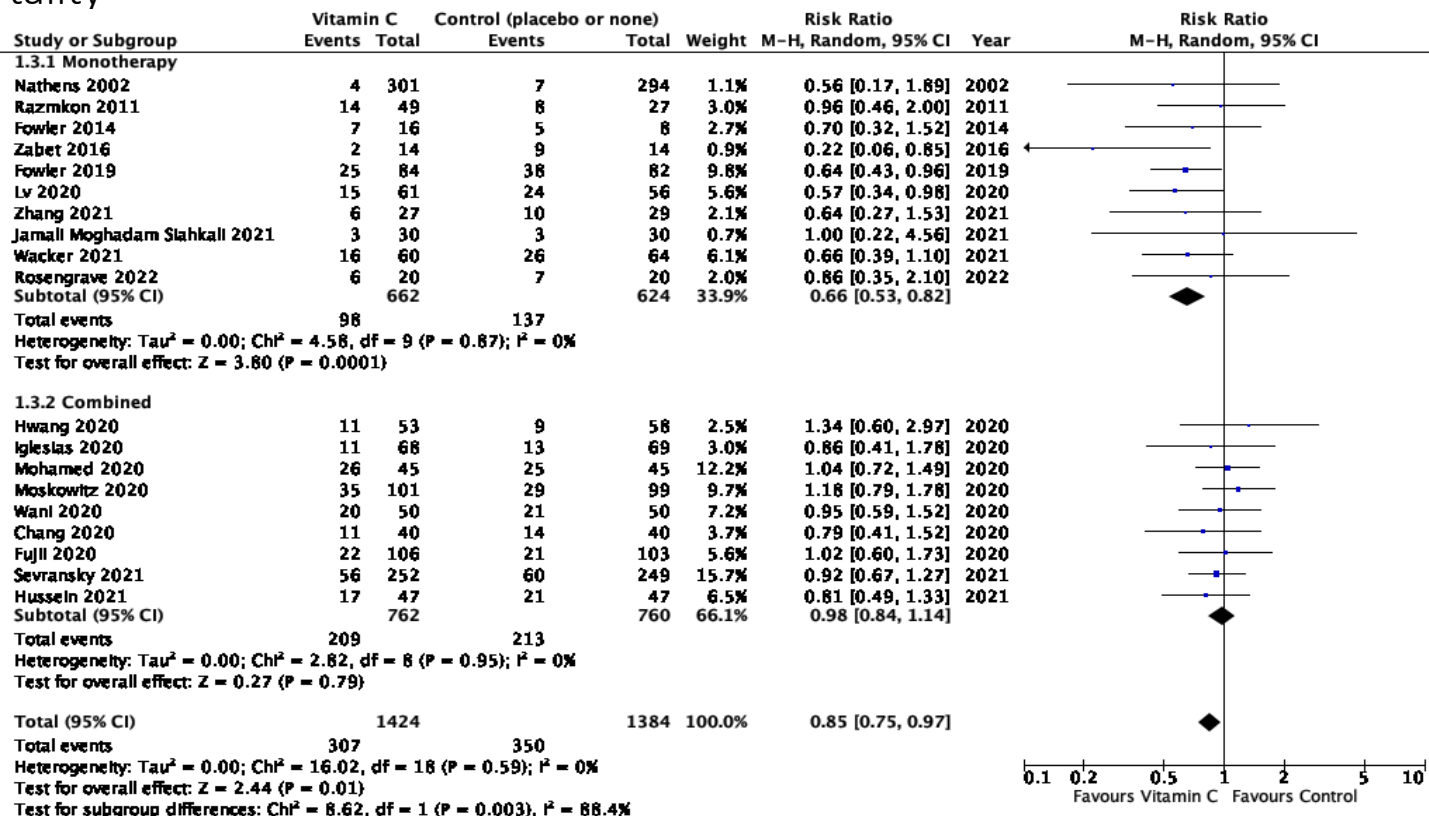 Vitamin C Control (placebo or none) Risk Ratio Risk Ratio
Study or Subgroup Events Total Events Total Weight M-H, Random, 95% CI Year M-H, Random, 95% CI
1.3.1 Monotherapy
Nathens 2002 4 301 7 294 1.1% 0.56 [0.17, 1.89] 2002
Razmkon 2011 14 49 8 27 3.0% 0.96 [0.46, 2.00] 2011
Fowler 2014 7 16 5 8 2.7% 0.70 [0.32, 1.52] 2014
Zabet 2016 2 14 9 14 0.9% 0.22 [0.06, 0.85] 2016
Fowler 2019 25 84 38 82 9.8% 0.64 [0.43, 0.96] 2019
Lv 2020 15 61 24 56 5.6% 0.57 [0.34, 0.98] 2020
Zhang 2021 6 27 10 29 2.1% 0.64 [0.27, 1.53] 2021
Jamali Moghadam Siahkali 2021 3 30 3 30 0.7% 1.00 [0.22, 4.56] 2021
Wacker 2021 16 60 26 64 6.1% 0.66 [0.39, 1.10] 2021
Rosengrave 2022 6 20 7 20 2.0% 0.86 [0.35, 2.10] 2022
Subtotal (95% CI) 662 624 33.9% 0.66 [0.53, 0.82]
Total events 98 137
Heterogeneity: Tau² = 0.00; Chi² = 4.58, df = 9 (P = 0.87); I² = 0%
Test for overall effect: Z = 3.80 (P = 0.0001)
1.3.2 Combined
Hwang 2020 11 53 9 58 2.5% 1.34 [0.60, 2.97] 2020
Iglesias 2020 11 68 13 69 3.0% 0.86 [0.41, 1.78] 2020
Mohamed 2020 26 45 25 45 12.2% 1.04 [0.72, 1.49] 2020
Moskowitz 2020 35 101 29 99 9.7% 1.18 [0.79, 1.78] 2020
Wani 2020 20 50 21 50 7.2% 0.95 [0.59, 1.52] 2020
Chang 2020 11 40 14 40 3.7% 0.79 [0.41, 1.52] 2020
Fujii 2020 22 106 21 103 5.6% 1.02 [0.60, 1.73] 2020
Sevransky 2021 56 252 60 249 15.7% 0.92 [0.67, 1.27] 2021
Hussein 2021 17 47 21 47 6.5% 0.81 [0.49, 1.33] 2021
Subtotal (95% CI) 762 760 66.1% 0.98 [0.84, 1.14]
Total events 209 213
Heterogeneity: Tau² = 0.00; Chi² = 2.82, df = 8 (P = 0.95); I² = 0%
Test for overall effect: Z = 0.27 (P = 0.79)
Total (95% CI) 1424 1384 100.0% 0.85 [0.75, 0.97]
Total events 307 350
Heterogeneity: Tau² = 0.00; Chi² = 16.02, df = 18 (P = 0.59); I² = 0%
Test for overall effect: Z = 2.44 (P = 0.01)
Test for subgroup differences: Chi² = 8.62, df = 1 (P = 0.003), I² = 88.4%
0.1 0.2 0.5 1 2 5 10
Favours Vitamin C Favours Control